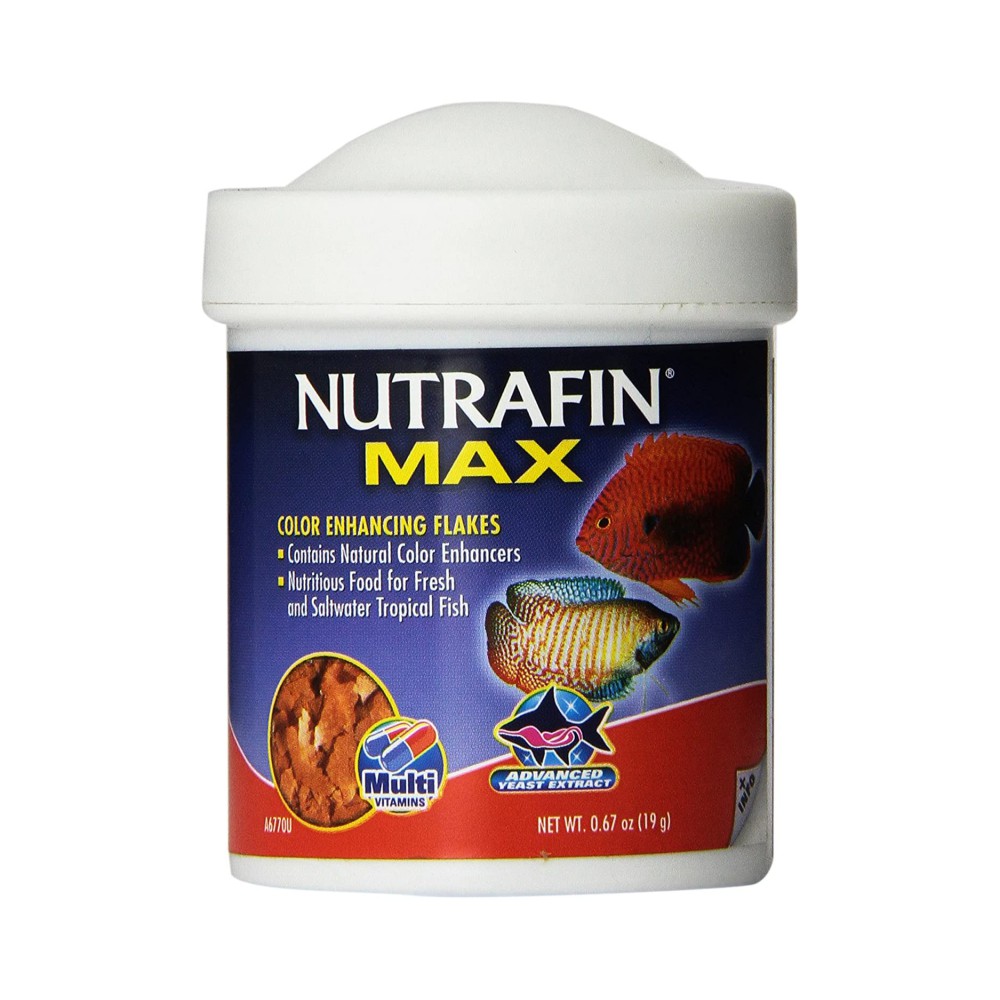 NUTRAFIN®
MAX
COLOR ENHANCING FLAKES
▪ Contains Natural Color Enhancers
▪ Nutritious Food for Fresh
and Saltwater Tropical Fish
Multi
VITAMINS
ADVANCED
YEAST EXTRACT
A6770U
NET WT. 0.67 oz (19 g)
+
INFO